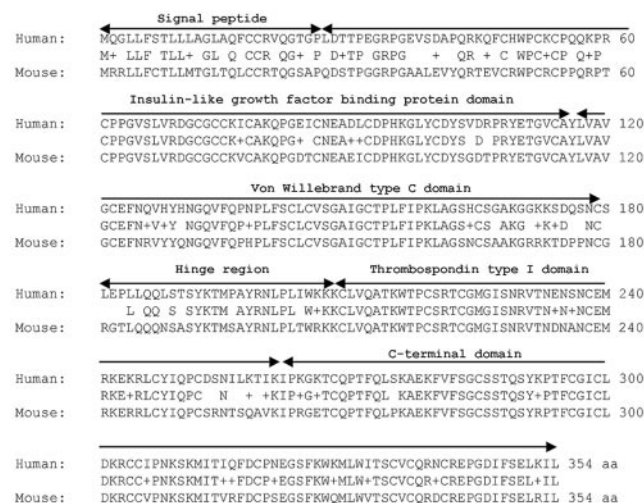 Signal peptide
Human: MQGLLFSTLLLAGLAQFCCRVQGTGPLDTTPEGRPGEVSDAPQRKQFCHWPCKCPQQKPR 60
M+ LLF TLL+ GL Q CCR QG+ P D+TP GRPG + QR + C WPC+CP Q+P
Mouse: MRRLLFCTLLMTGLTQLCCRTQGSAPQDSTPGGRPGAALEVYQRTEVCRWPCRCPPQRPT 60
Insulin-like growth factor binding protein domain
Human: CPPGVSLVRDGCGCCKICAKQPGEICNEADLCDPHKGLYCDYSVDRPRYETGVCAYLVAV 120
CPPGVSLVRDGCGCCK+CAKQPG+ CNEA++CDPHKGLYCDYS D PRYETGVCAYLVAV
Mouse: CPPGVSLVRDGCGCCKVCAKQPGDTCNEAEICDPHKGLYCDYSGDTPRYETGVCAYLVAV 120
Von Willebrand type C domain
Human: GCEFNQVHYHNGQVFQPNPLFSCLCVSGAIGCTPLFIPKLAGSHCSGAKGGKKSDQSNCS 180
GCEFN+V+Y NGQVFQP+PLFSCLCVSGAIGCTPLFIPKLAGS+CS AKG +K+D NC
Mouse: GCEFNRVYYQNGQVFQPHPLFSCLCVSGAIGCTPLFIPKLAGSNCSAAKGRRKTDPPNCG 180
Hinge region Thrombospondin type I domain
Human: LEPLLQQLSTSYKTMPAYRNLPLIWKKKCLVQATKWTPCSRTCGMGISNRVTNENSNCEM 240
L QQ S SYKTM AYRNLPL W+KKCLVQATKWTPCSRTCGMGISNRVTN+N+NCEM
Mouse: RGTLQQQNSASYKTMSAYRNLPLTWRKKCLVQATKWTPCSRTCGMGISNRVTNDNANCEM 240
C-terminal domain
Human: RKEKRLCYIQPCDSNILKTIKIPKGKTCQPTFQLSKAEKFVFSGCSSTQSYKPTFCGICL 300
RKE+RLCYIQPC N + +KIP+G+TCQPTFQL KAEKFVFSGCSSTQSY+PTFCGICL
Mouse: RKERRLCYIQPCSRNTSQAVKIPRGETCQPTFQLPKAEKFVFSGCSSTQSYRPTFCGICL 300
Human: DKRCCIPNKSKMITIQFDCPNEGSFKWKMLWITSCVCQRNCREPGDIFSELKIL 354 aa
DKRCC+PNKSKMIT++FDCP+EGSFKW+MLW+TSCVCQR+CREPGDIFSEL+IL
Mouse: DKRCCVPNKSKMITVRFDCPSEGSFKWQMLWVTSCVCQRDCREPGDIFSELRIL 354 aa